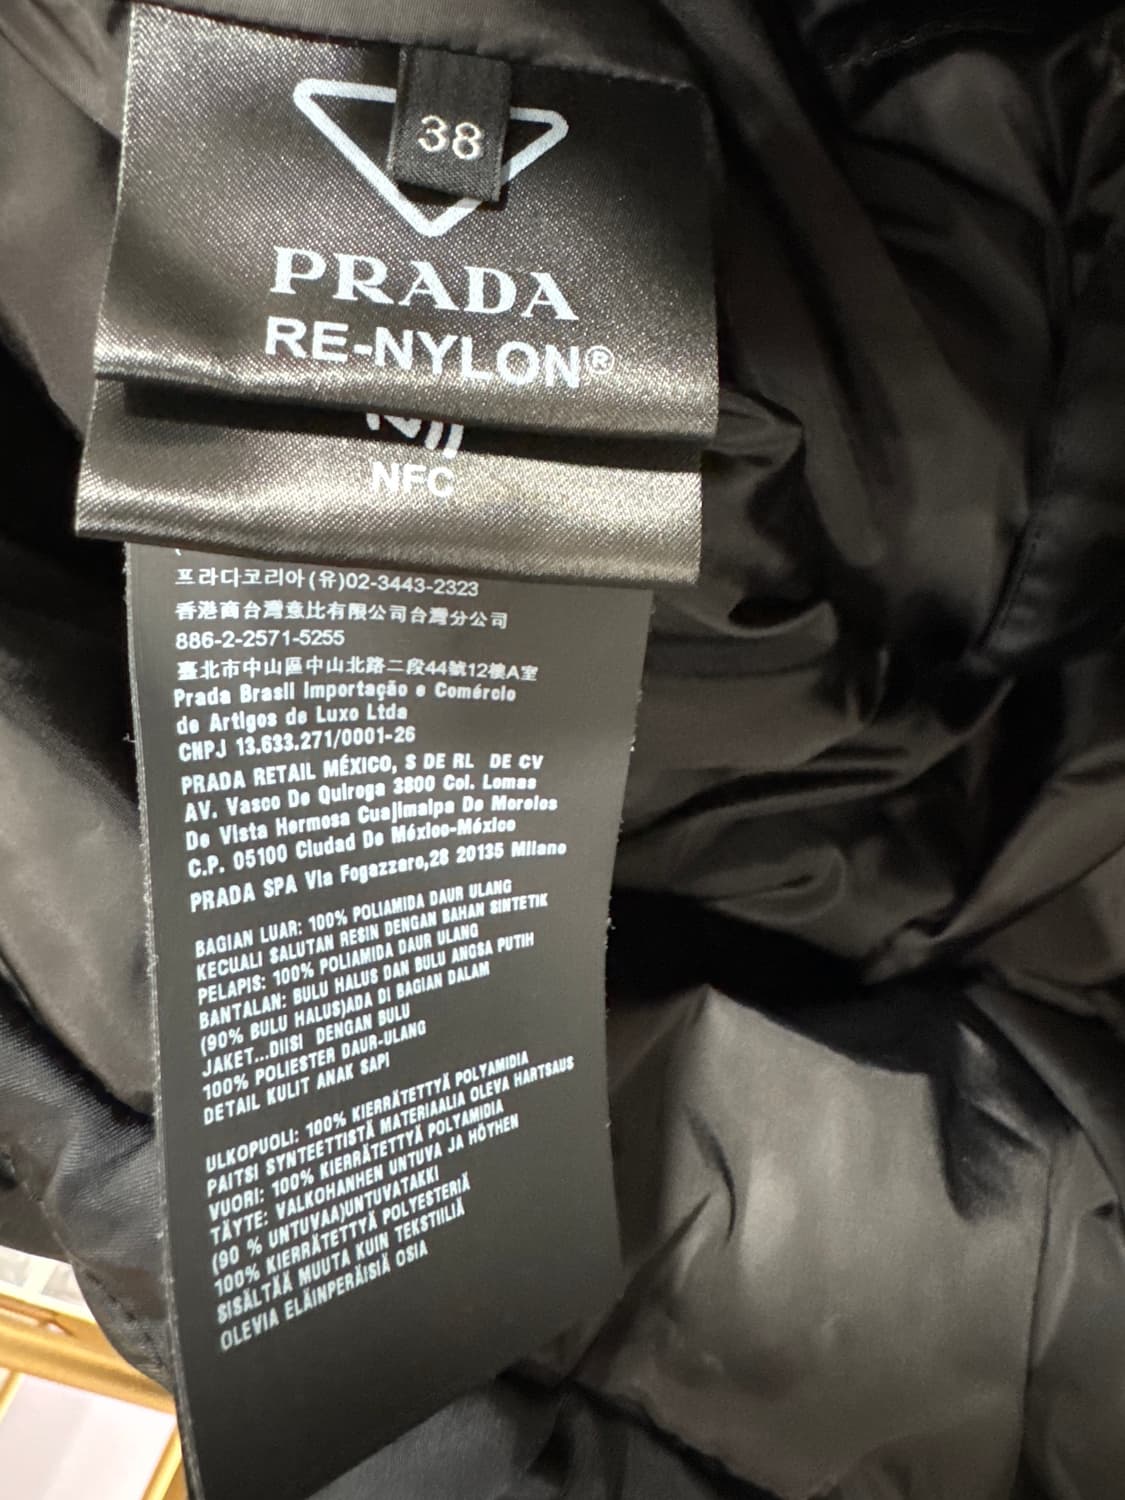 38
PRADA
RE-NYLON®
NFC
프라다코리아(유)02-3443-2323
香港商台灣意比有限公司台灣分公司
886-2-2571-5255
臺北市中山區中山北路二段44號12樓A室
Prada Brasil Importação e Comércio
de Artigos de Luxo Ltda
CNPJ 13.633.271/0001-26
PRADA RETAIL MÉXICO, S DE RL DE CV
AV. Vasco De Quiroga 3800 Col. Lomas
De Vista Hermosa Cuajimalpa De Morelos
C.P. 05100 Ciudad De México-México
PRADA SPA Via Fogazzaro,28 20135 Milano
BAGIAN LUAR: 100% POLIAMIDA DAUR ULANG
KECUALI SALUTAN RESIN DENGAN BAHAN SINTETIK
PELAPIS: 100% POLIAMIDA DAUR ULANG
BANTALAN: BULU HALUS DAN BULU ANGSA PUTIH
(90% BULU HALUS)ADA DI BAGIAN DALAM
JAKET...DIISI DENGAN BULU
100% POLIESTER DAUR-ULANG
DETAIL KULIT ANAK SAPI
ULKOPUOLI: 100% KIERRÄTETTYÄ POLYAMIDIA
PAITSI SYNTEETTISTÄ MATERIAALIA OLEVA HARTSAUS
VUORI: 100% KIERRÄTETTYÄ POLYAMIDIA
TÄYTE: VALKOHANHEN UNTUVA JA HÖYHEN
(90 % UNTUVAA)UNTUVATAKKI
100% KIERRÄTETTYÄ POLYESTERIÄ
SISÄLTÄÄ MUUTA KUIN TEKSTIILIÄ
OLEVIA ELÄINPERÄISIÄ OSIA